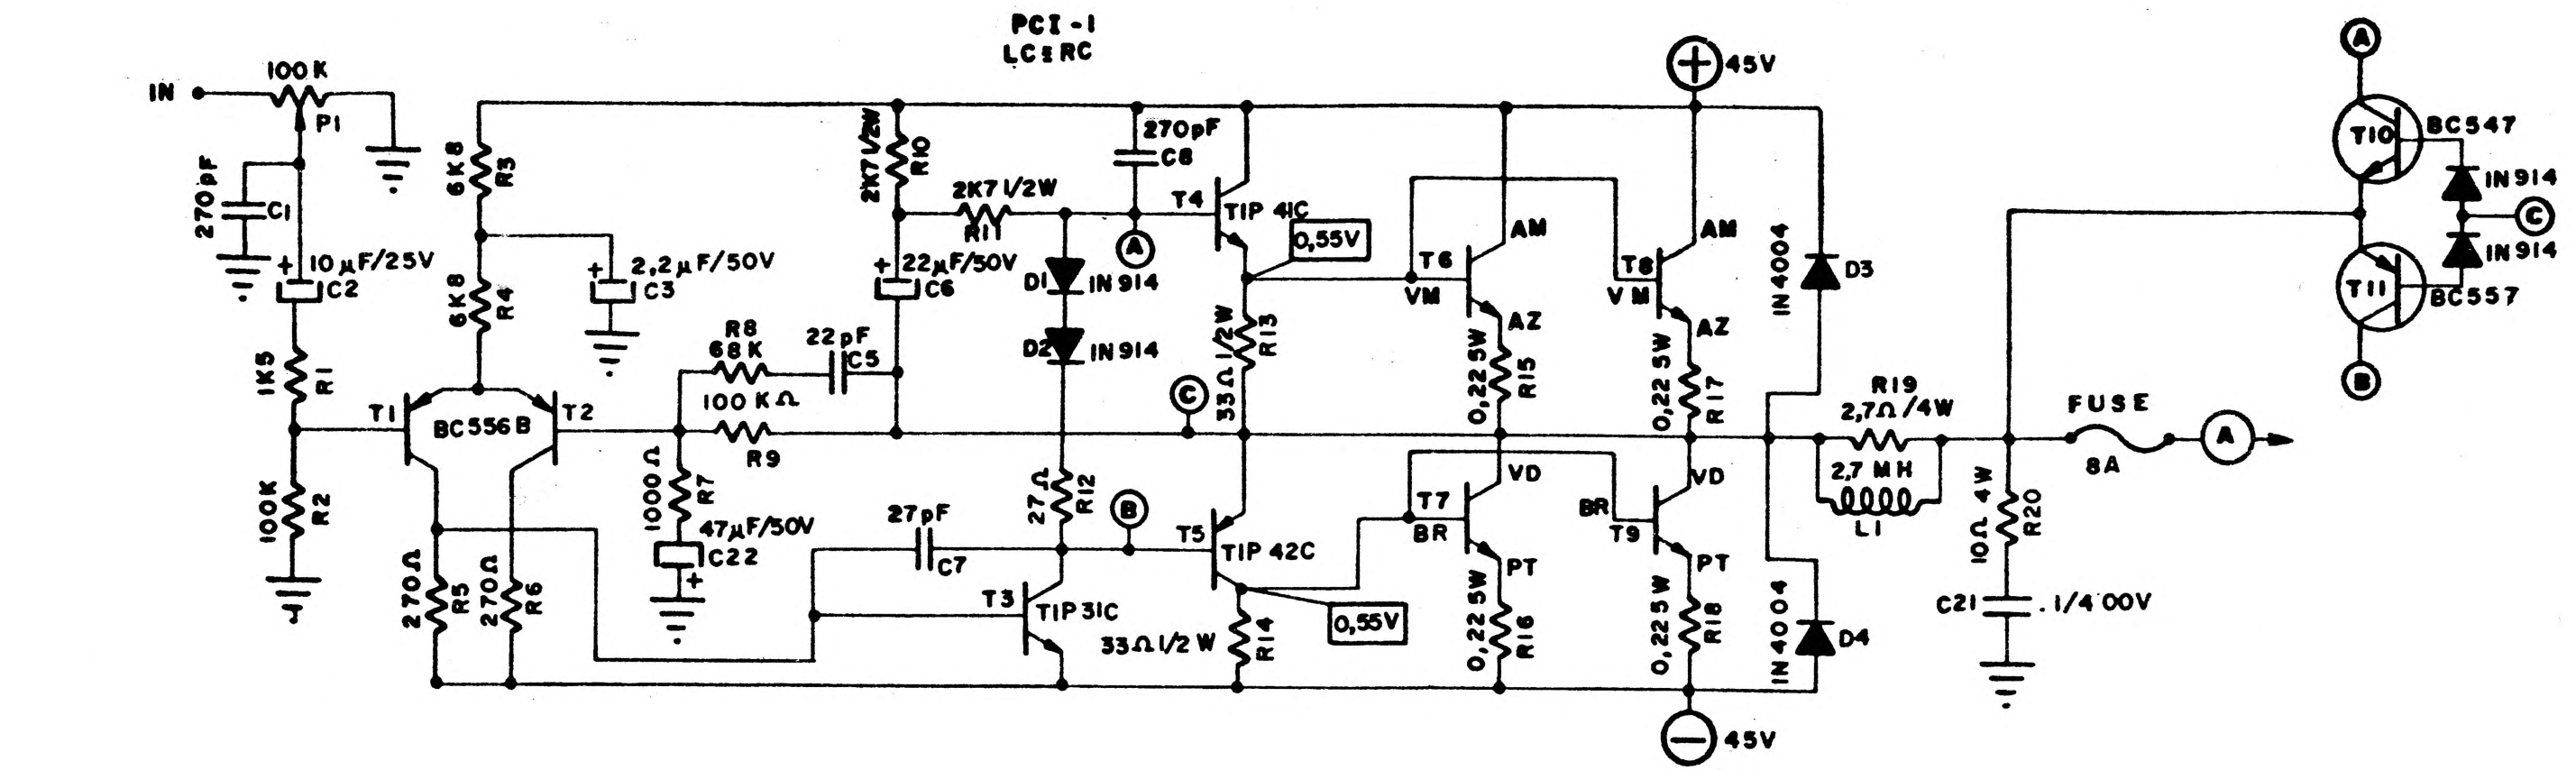 PCI-1
LC≡RC
IN
100K
P1
270pF
C1
10µF/25V
C2
1K5
R1
100K
R2
6K8
R3
6K8
R4
2,2µF/50V
C3
T1
BC556B
T2
270Ω
R5
270Ω
R6
R8
68K
22pF
C5
100KΩ
R9
1000Ω
R7
47µF/50V
C22
2K7 1/2W
R10
2K7 1/2W
R11
22µF/50V
C6
270pF
C8
A
D1
IN914
D2
IN914
27Ω
R12
27pF
C7
B
C
T3
TIP31C
T4
TIP 41C
0,55V
33Ω 1/2W
R13
T5
TIP 42C
0,55V
33Ω 1/2W
R14
45V
T6
VM
AM
AZ
0,22 5W
R15
T8
VM
AM
AZ
0,22 5W
R17
T7
BR
VD
PT
0,22 5W
R16
BR
T9
VD
PT
0,22 5W
R18
45V
1N4004
D3
1N4004
D4
R19
2,7Ω/4W
2,7 MH
L1
FUSE
8A
A
10Ω 4W
R20
C21
.1/400V
A
T10
BC547
IN914
C
IN914
T11
BC557
B